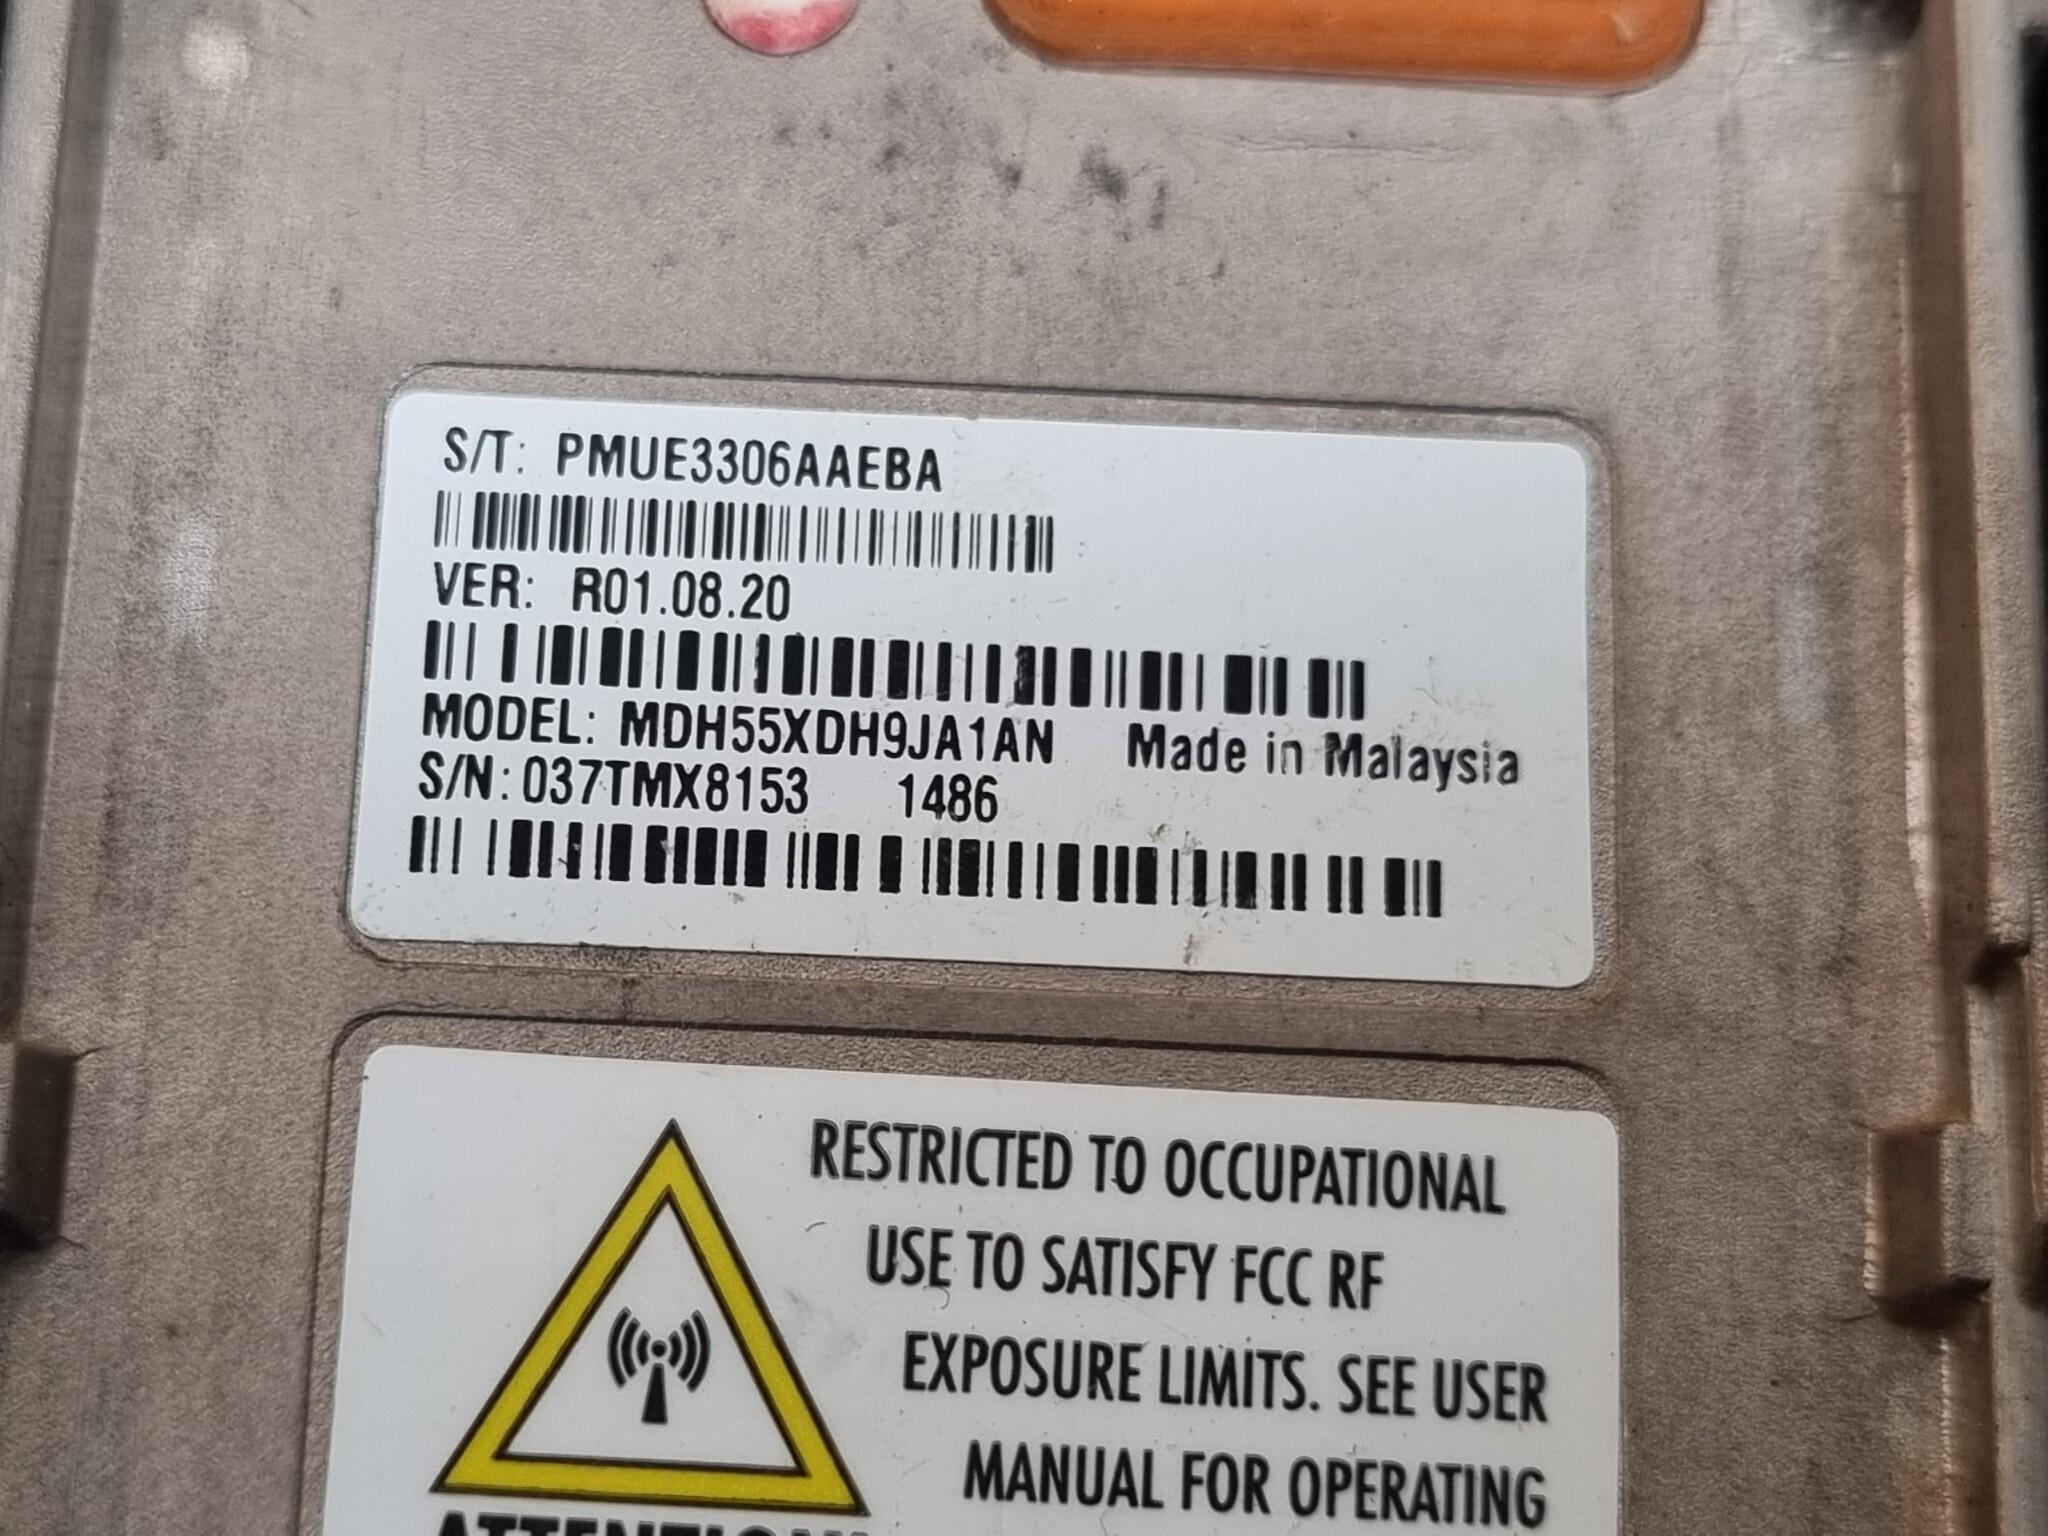 S/T: PMUE3306AAEBA
VER: R01.08.20
MODEL: MDH55XDH9JA1AN Made in Malaysia
S/N: 037TMX8153 1486
RESTRICTED TO OCCUPATIONAL
USE TO SATISFY FCC RF
EXPOSURE LIMITS. SEE USER
MANUAL FOR OPERATING
ATTENTION!